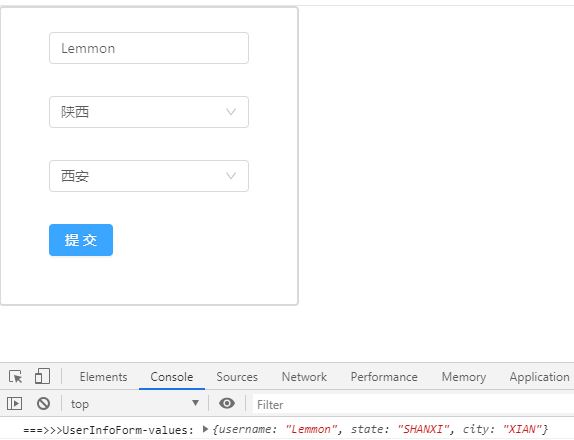 Lemmon
陕西
西安
提 交
Elements Console Sources Network Performance Memory Application
top Filter
===>>>UserInfoForm-values: {username: "Lemmon", state: "SHANXI", city: "XIAN"}